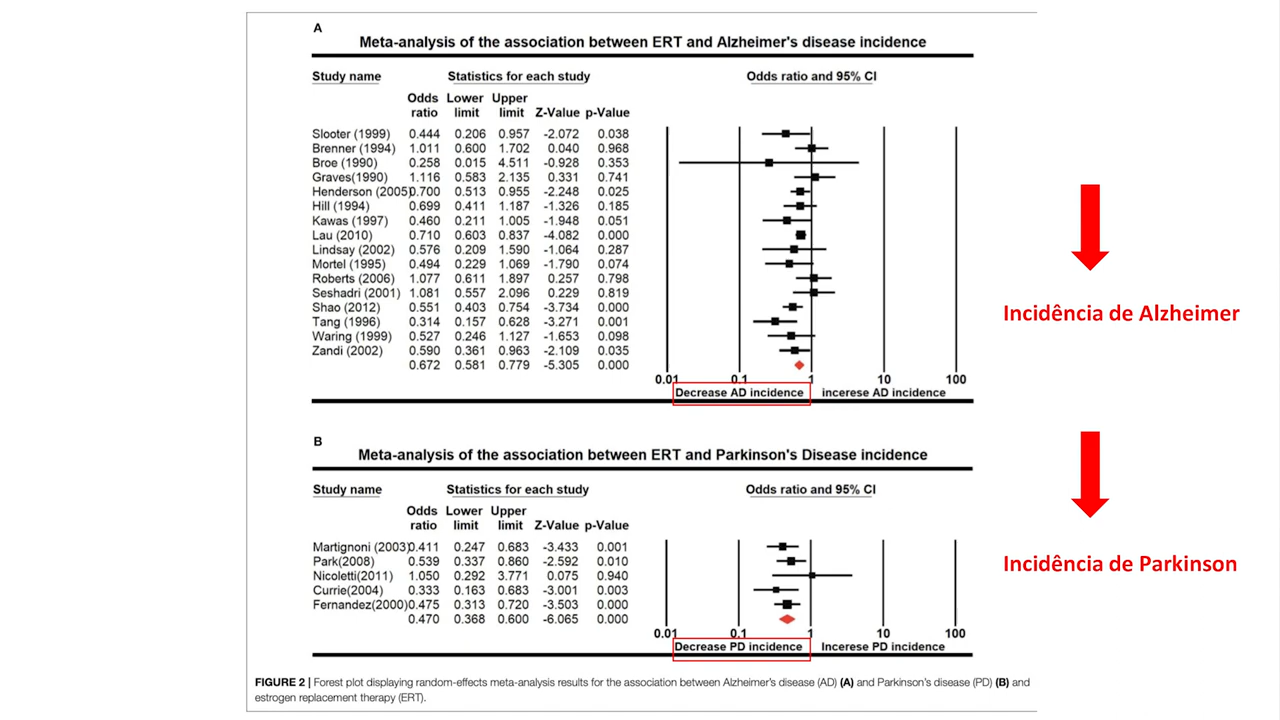 A
Meta-analysis of the association between ERT and Alzheimer's disease incidence
Study name Statistics for each study Odds ratio and 95% CI
Odds Lower Upper
ratio limit limit Z-Value p-Value
Slooter (1999) 0.444 0.206 0.957 -2.072 0.038
Brenner (1994) 1.011 0.600 1.702 0.040 0.968
Broe (1990) 0.258 0.015 4.511 -0.928 0.353
Graves(1990) 1.116 0.583 2.135 0.331 0.741
Henderson (2005)0.700 0.513 0.955 -2.248 0.025
Hill (1994) 0.699 0.411 1.187 -1.326 0.185
Kawas (1997) 0.460 0.211 1.005 -1.948 0.051
Lau (2010) 0.710 0.603 0.837 -4.082 0.000
Lindsay (2002) 0.576 0.209 1.590 -1.064 0.287
Mortel (1995) 0.494 0.229 1.069 -1.790 0.074
Roberts (2006) 1.077 0.611 1.897 0.257 0.798
Seshadri (2001) 1.081 0.557 2.096 0.229 0.819
Shao (2012) 0.551 0.403 0.754 -3.734 0.000
Tang (1996) 0.314 0.157 0.628 -3.271 0.001
Waring (1999) 0.527 0.246 1.127 -1.653 0.098
Zandi (2002) 0.590 0.361 0.963 -2.109 0.035
0.672 0.581 0.779 -5.305 0.000
0.01 0.1 1 10 100
Decrease AD incidence incerese AD incidence
Incidência de Alzheimer
B
Meta-analysis of the association between ERT and Parkinson's Disease incidence
Study name Statistics for each study Odds ratio and 95% CI
Odds Lower Upper
ratio limit limit Z-Value p-Value
Martignoni (2003)0.411 0.247 0.683 -3.433 0.001
Park(2008) 0.539 0.337 0.860 -2.592 0.010
Nicoletti(2011) 1.050 0.292 3.771 0.075 0.940
Currie(2004) 0.333 0.163 0.683 -3.001 0.003
Fernandez(2000)0.475 0.313 0.720 -3.503 0.000
0.470 0.368 0.600 -6.065 0.000
0.01 0.1 1 10 100
Decrease PD incidence Incerese PD incidence
Incidência de Parkinson
FIGURE 2 | Forest plot displaying random-effects meta-analysis results for the association between Alzheimer's disease (AD) (A) and Parkinson's disease (PD) (B) and
estrogen replacement therapy (ERT).